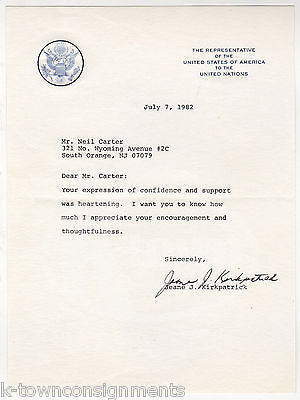 THE REPRESENTATIVE
OF THE
UNITED STATES OF AMERICA
TO THE
UNITED NATIONS
July 7, 1982
Mr. Neil Carter
321 No. Wyoming Avenue #2C
South Orange, NJ 07079
Dear Mr. Carter:
Your expression of confidence and support
was heartening. I want you to know how
much I appreciate your encouragement and
thoughtfulness.
Sincerely,
Jeane J. Kirkpatrick
Jeane J. Kirkpatrick
k-townconsignments